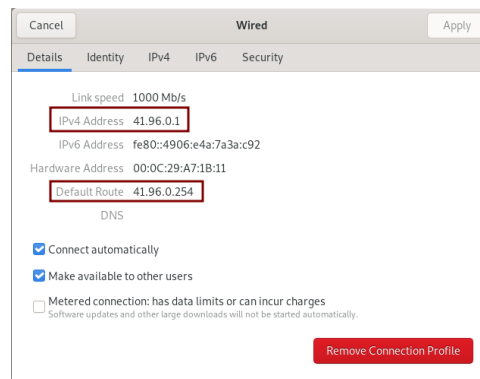 Cancel Wired Apply
Details Identity IPv4 IPv6 Security
Link speed 1000 Mb/s
IPv4 Address 41.96.0.1
IPv6 Address fe80::4906:e4a:7a3a:c92
Hardware Address 00:0C:29:A7:1B:11
Default Route 41.96.0.254
DNS
Connect automatically
Make available to other users
Metered connection: has data limits or can incur charges
Software updates and other large downloads will not be started automatically.
Remove Connection Profile